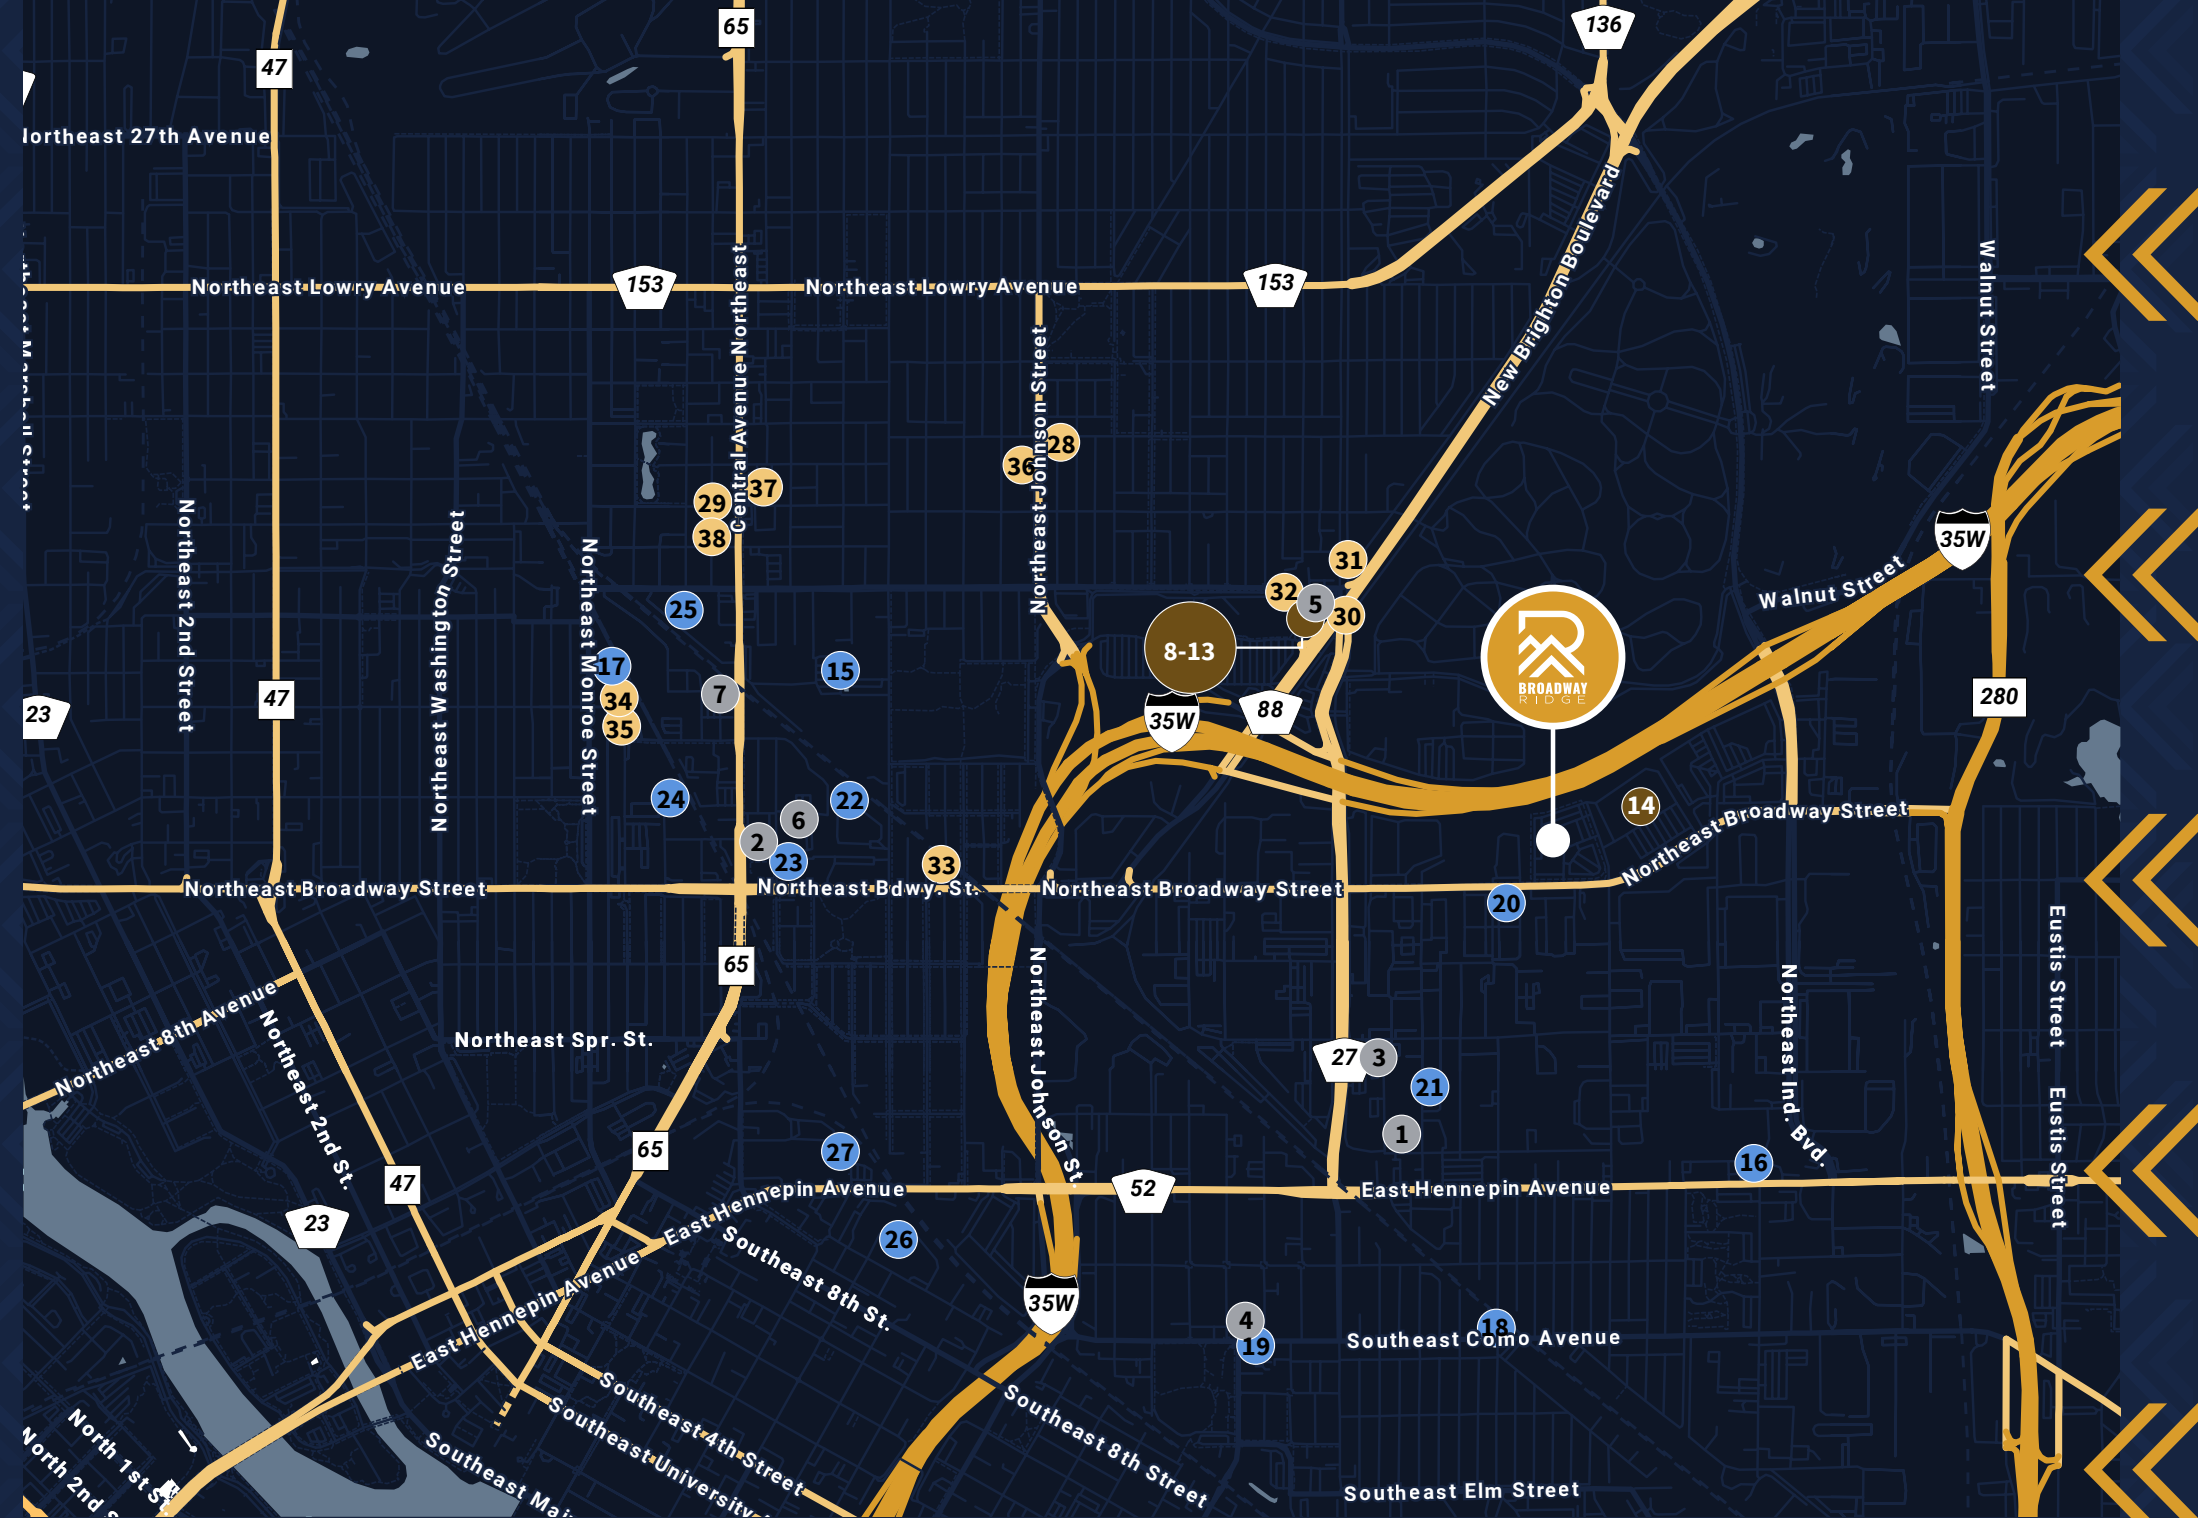 65
136
47
Northeast 27th Avenue
Northeast Lowry Avenue
153
Northeast Lowry Avenue
153
Central Avenue Northeast
Northeast Johnson Street
New Brighton Boulevard
Walnut Street
28
36
37
29
38
Northeast 2nd Street
Northeast Washington Street
Northeast Monroe Street
35W
31
32
5
30
Walnut Street
25
8-13
17
15
34
35
7
47
23
35W
88
BROADWAY
RIDGE
280
24
22
6
2
23
33
14
Northeast Broadway Street
Northeast Broadway Street
Northeast Bdwy. St.
Northeast Broadway Street
20
65
Northeast 8th Avenue
Northeast 2nd St.
Northeast Spr. St.
Northeast Johnson St.
27
3
21
1
Northeast Ind. Bvd.
Eustis Street
Eustis Street
65
47
27
16
52
East Hennepin Avenue
East Hennepin Avenue
23
26
Southeast 8th St.
East Hennepin Avenue
35W
4
19
18
Southeast Como Avenue
Southeast 4th Street
Southeast University
Southeast 8th Street
Southeast Elm Street
North 1st St.
North 2nd S
Southeast Mai